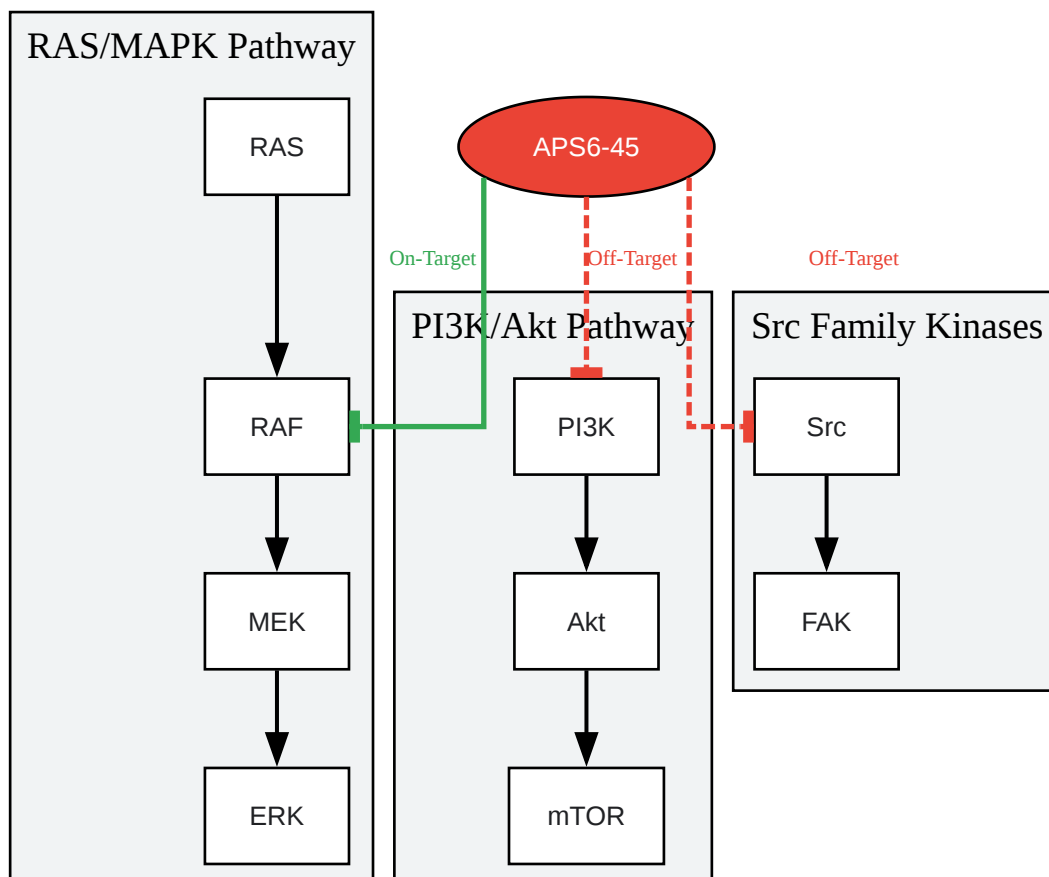 RAS/MAPK Pathway
RAS
APS6-45
On-Target
Off-Target
Off-Target
PI3K/Akt Pathway
Src Family Kinases
RAF
PI3K
Src
MEK
Akt
FAK
ERK
mTOR